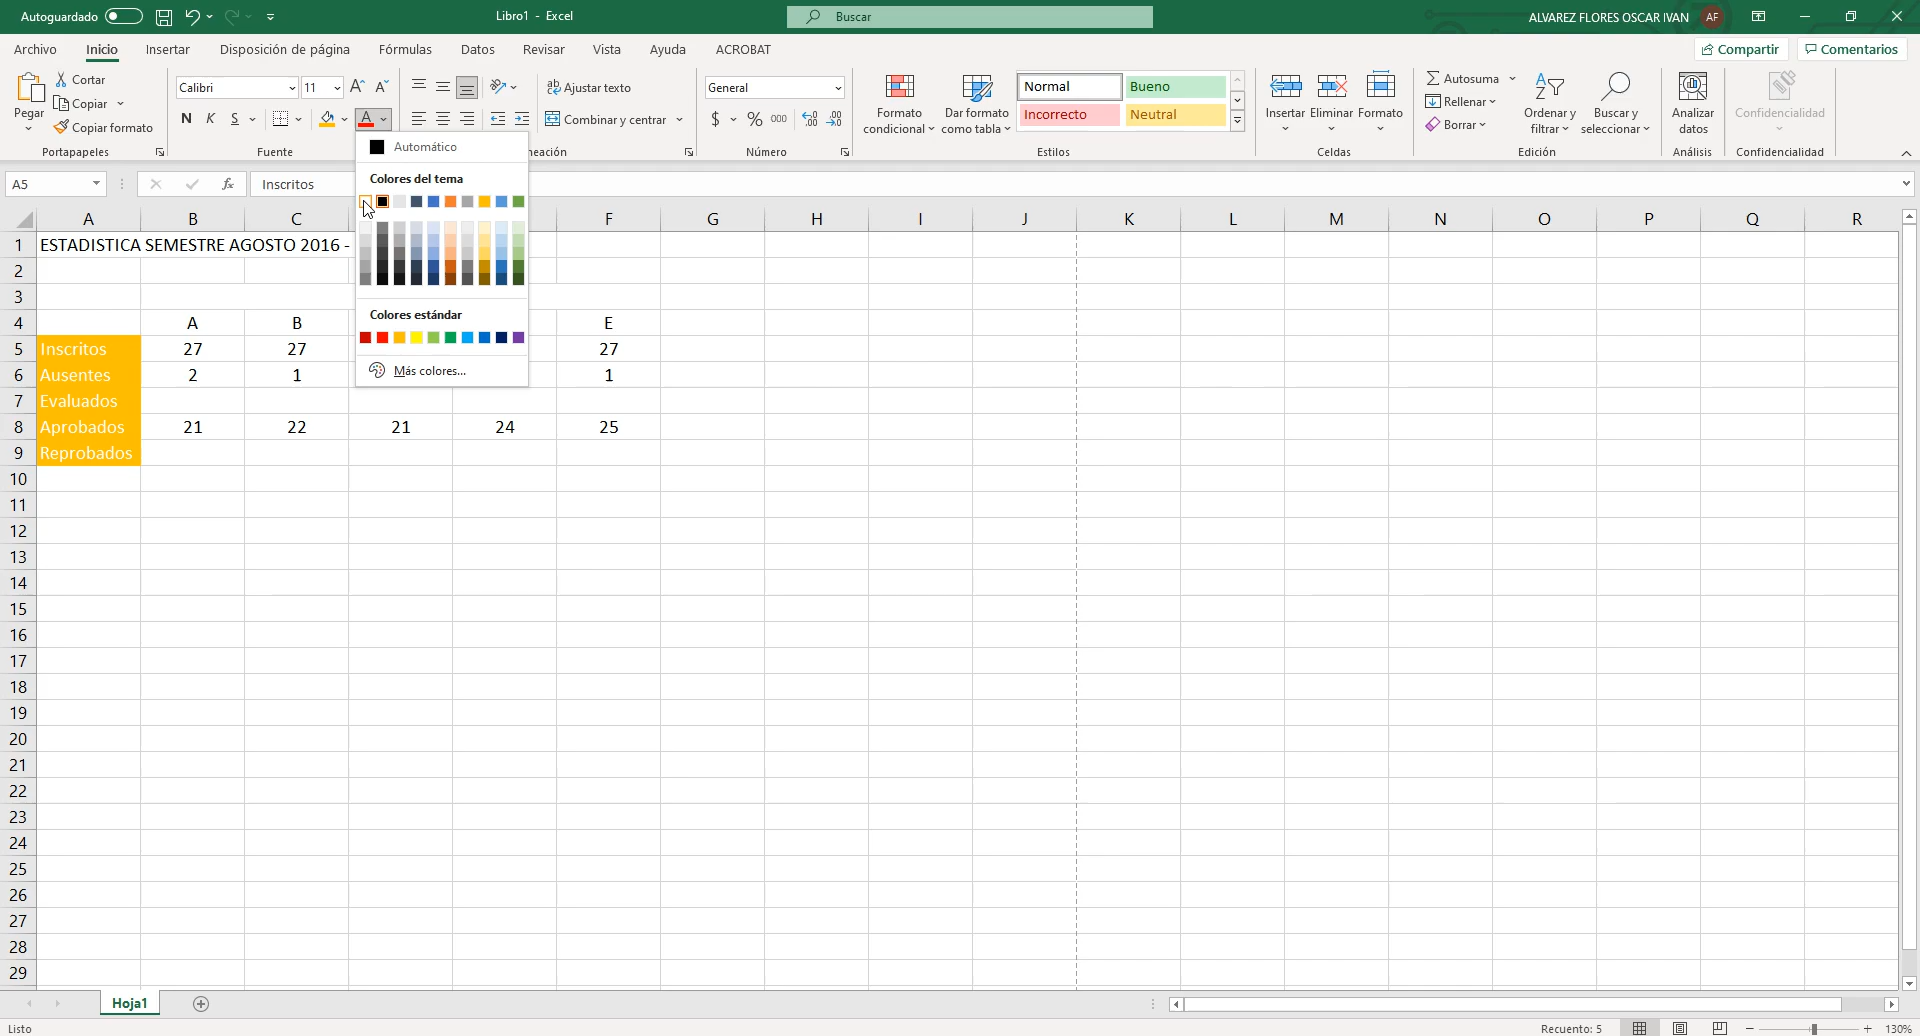 Autoguardado
Libro1 - Excel
Buscar
ALVAREZ FLORES OSCAR IVAN
AF
Archivo Inicio Insertar Disposición de página Fórmulas Datos Revisar Vista Ayuda ACROBAT
Compartir Comentarios
Pegar
Cortar
Copiar
Copiar formato
Portapapeles
Calibri 11
N K S
Fuente
Ajustar texto
Combinar y centrar
neación
General
$ % 000
Número
Formato condicional
Dar formato como tabla
Normal Bueno
Incorrecto Neutral
Estilos
Insertar Eliminar Formato
Celdas
Autosuma
Rellenar
Borrar
Ordenar y filtrar
Buscar y seleccionar
Edición
Analizar datos
Análisis
Confidencialidad
Confidencialidad
A5 fx Inscritos
Automático
Colores del tema
Colores estándar
Más colores...
A B C F G H I J K L M N O P Q R
1 ESTADISTICA SEMESTRE AGOSTO 2016 -
2
3
4 A B E
5 Inscritos 27 27 27
6 Ausentes 2 1 1
7 Evaluados
8 Aprobados 21 22 21 24 25
9 Reprobados
10
11
12
13
14
15
16
17
18
19
20
21
22
23
24
25
26
27
28
29
Hoja1
Listo
Recuento: 5
130%